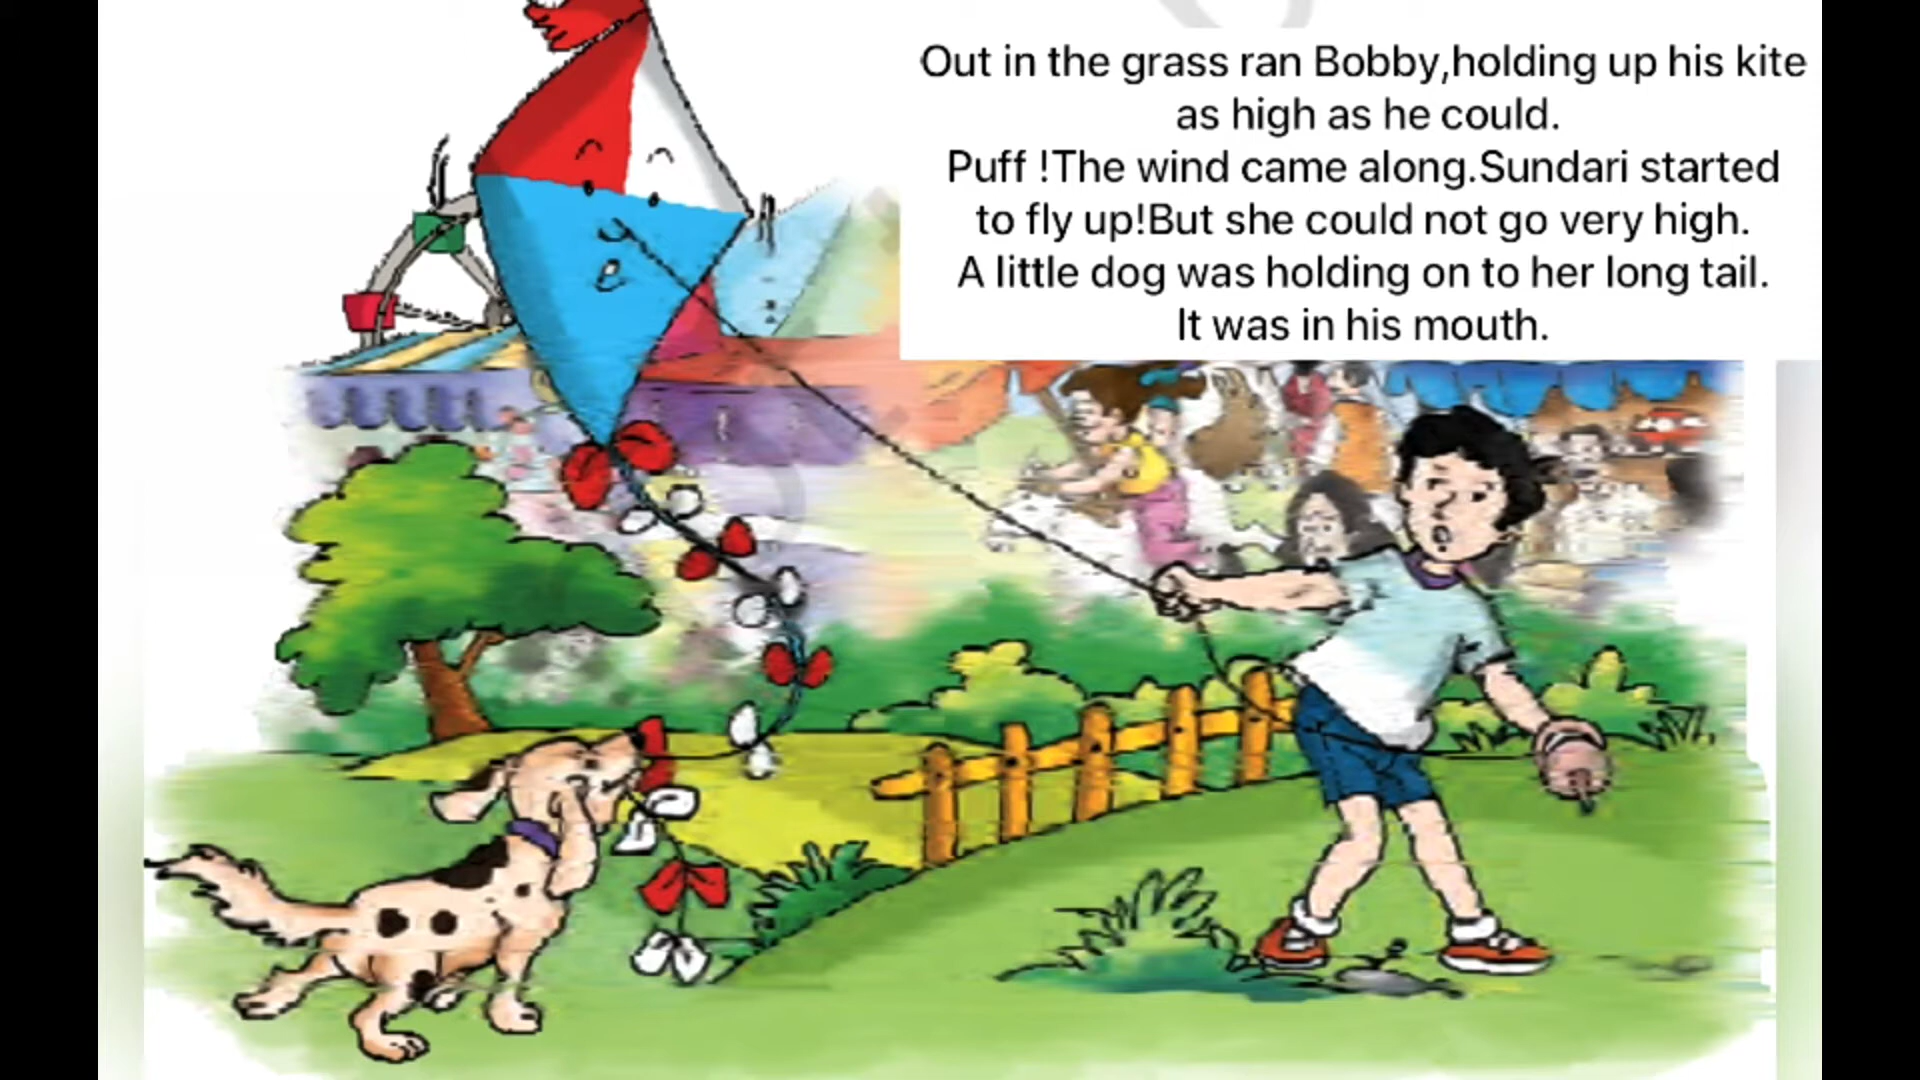 Out in the grass ran Bobby,holding up his kite
as high as he could.
Puff !The wind came along.Sundari started
to fly up!But she could not go very high.
A little dog was holding on to her long tail.
It was in his mouth.